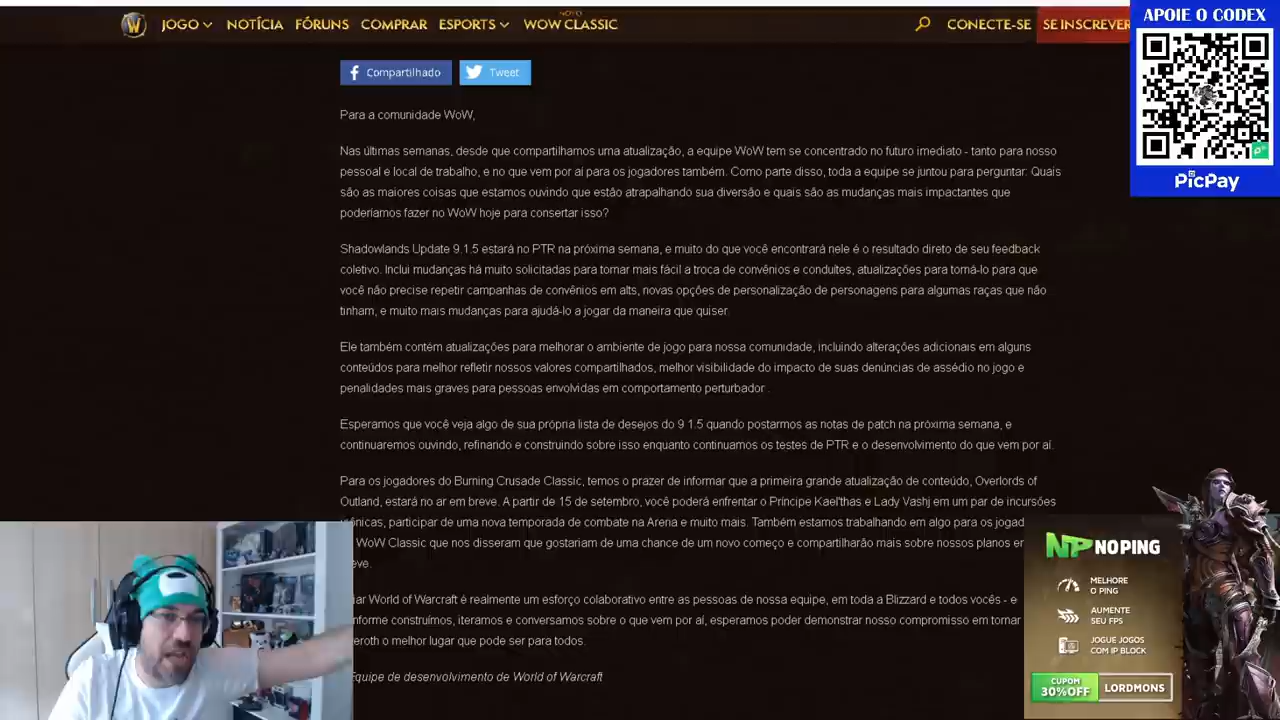 NOVO
JOGO
NOTÍCIA
FÓRUNS
COMPRAR
ESPORTS
WOW CLASSIC
CONECTE-SE
SE INSCREVER
APOIE O CODEX
PicPay
Compartilhado
Tweet
Para a comunidade WoW,
Nas últimas semanas, desde que compartilhamos uma atualização, a equipe WoW tem se concentrado no futuro imediato - tanto para nosso
pessoal e local de trabalho, e no que vem por aí para os jogadores também. Como parte disso, toda a equipe se juntou para perguntar: Quais
são as maiores coisas que estamos ouvindo que estão atrapalhando sua diversão e quais são as mudanças mais impactantes que
poderíamos fazer no WoW hoje para consertar isso?
Shadowlands Update 9.1.5 estará no PTR na próxima semana, e muito do que você encontrará nele é o resultado direto de seu feedback
coletivo. Inclui mudanças há muito solicitadas para tornar mais fácil a troca de convênios e conduítes, atualizações para torná-lo para que
você não precise repetir campanhas de convênios em alts, novas opções de personalização de personagens para algumas raças que não
tinham, e muito mais mudanças para ajudá-lo a jogar da maneira que quiser.
Ele também contém atualizações para melhorar o ambiente de jogo para nossa comunidade, incluindo alterações adicionais em alguns
conteúdos para melhor refletir nossos valores compartilhados, melhor visibilidade do impacto de suas denúncias de assédio no jogo e
penalidades mais graves para pessoas envolvidas em comportamento perturbador .
Esperamos que você veja algo de sua própria lista de desejos do 9.1.5 quando postarmos as notas de patch na próxima semana, e
continuaremos ouvindo, refinando e construindo sobre isso enquanto continuamos os testes de PTR e o desenvolvimento do que vem por aí.
Para os jogadores do Burning Crusade Classic, temos o prazer de informar que a primeira grande atualização de conteúdo, Overlords of
Outland, estará no ar em breve. A partir de 15 de setembro, você poderá enfrentar o Príncipe Kael'thas e Lady Vashj em um par de incursões
icônicas, participar de uma nova temporada de combate na Arena e muito mais. Também estamos trabalhando em algo para os jogad
WoW Classic que nos disseram que gostariam de uma chance de um novo começo e compartilharão mais sobre nossos planos em
eve.
iar World of Warcraft é realmente um esforço colaborativo entre as pessoas de nossa equipe, em toda a Blizzard e todos vocês - e
nforme construímos, iteramos e conversamos sobre o que vem por aí, esperamos poder demonstrar nosso compromisso em tornar
eroth o melhor lugar que pode ser para todos.
Equipe de desenvolvimento de World of Warcraft
NP NOPING
MELHORE
O PING
AUMENTE
SEU FPS
JOGUE JOGOS
COM IP BLOCK
CUPOM
30%OFF
LORDMONS